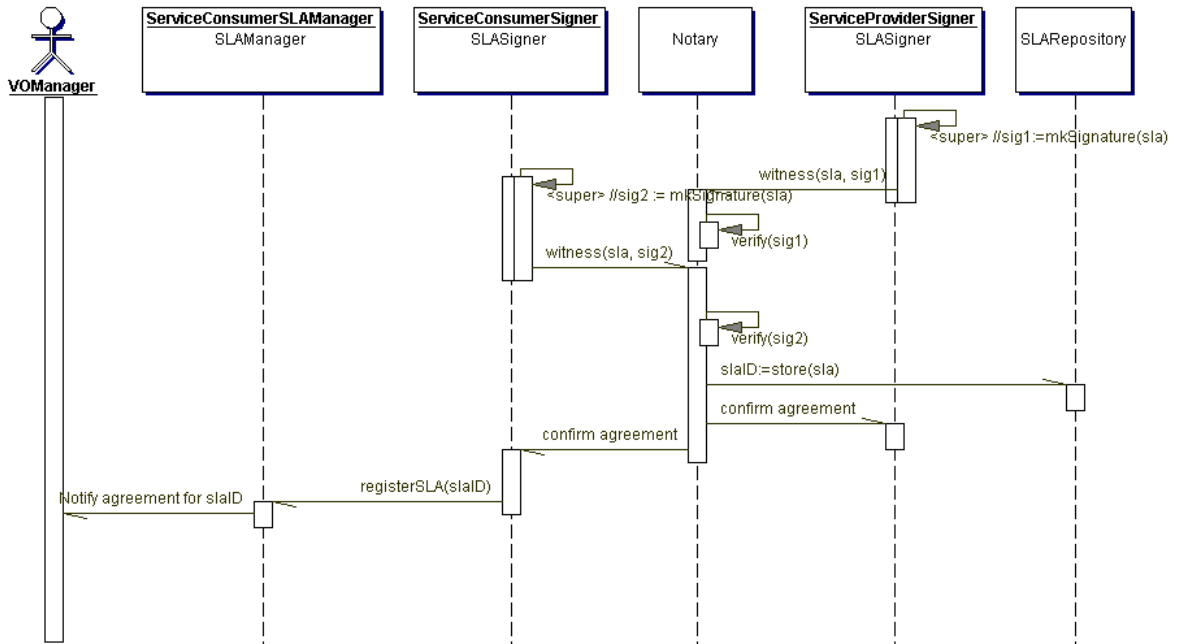 ServiceConsumerSLAManager
SLAManager
ServiceConsumerSigner
SLASigner
Notary
ServiceProviderSigner
SLASigner
SLARepository
VOManager
<super> //sig1:=mkSignature(sla)
witness(sla, sig1)
<super> //sig2 := mkSignature(sla)
verify(sig1)
witness(sla, sig2)
verify(sig2)
slaID:=store(sla)
confirm agreement
confirm agreement
registerSLA(slaID)
Notify agreement for slaID